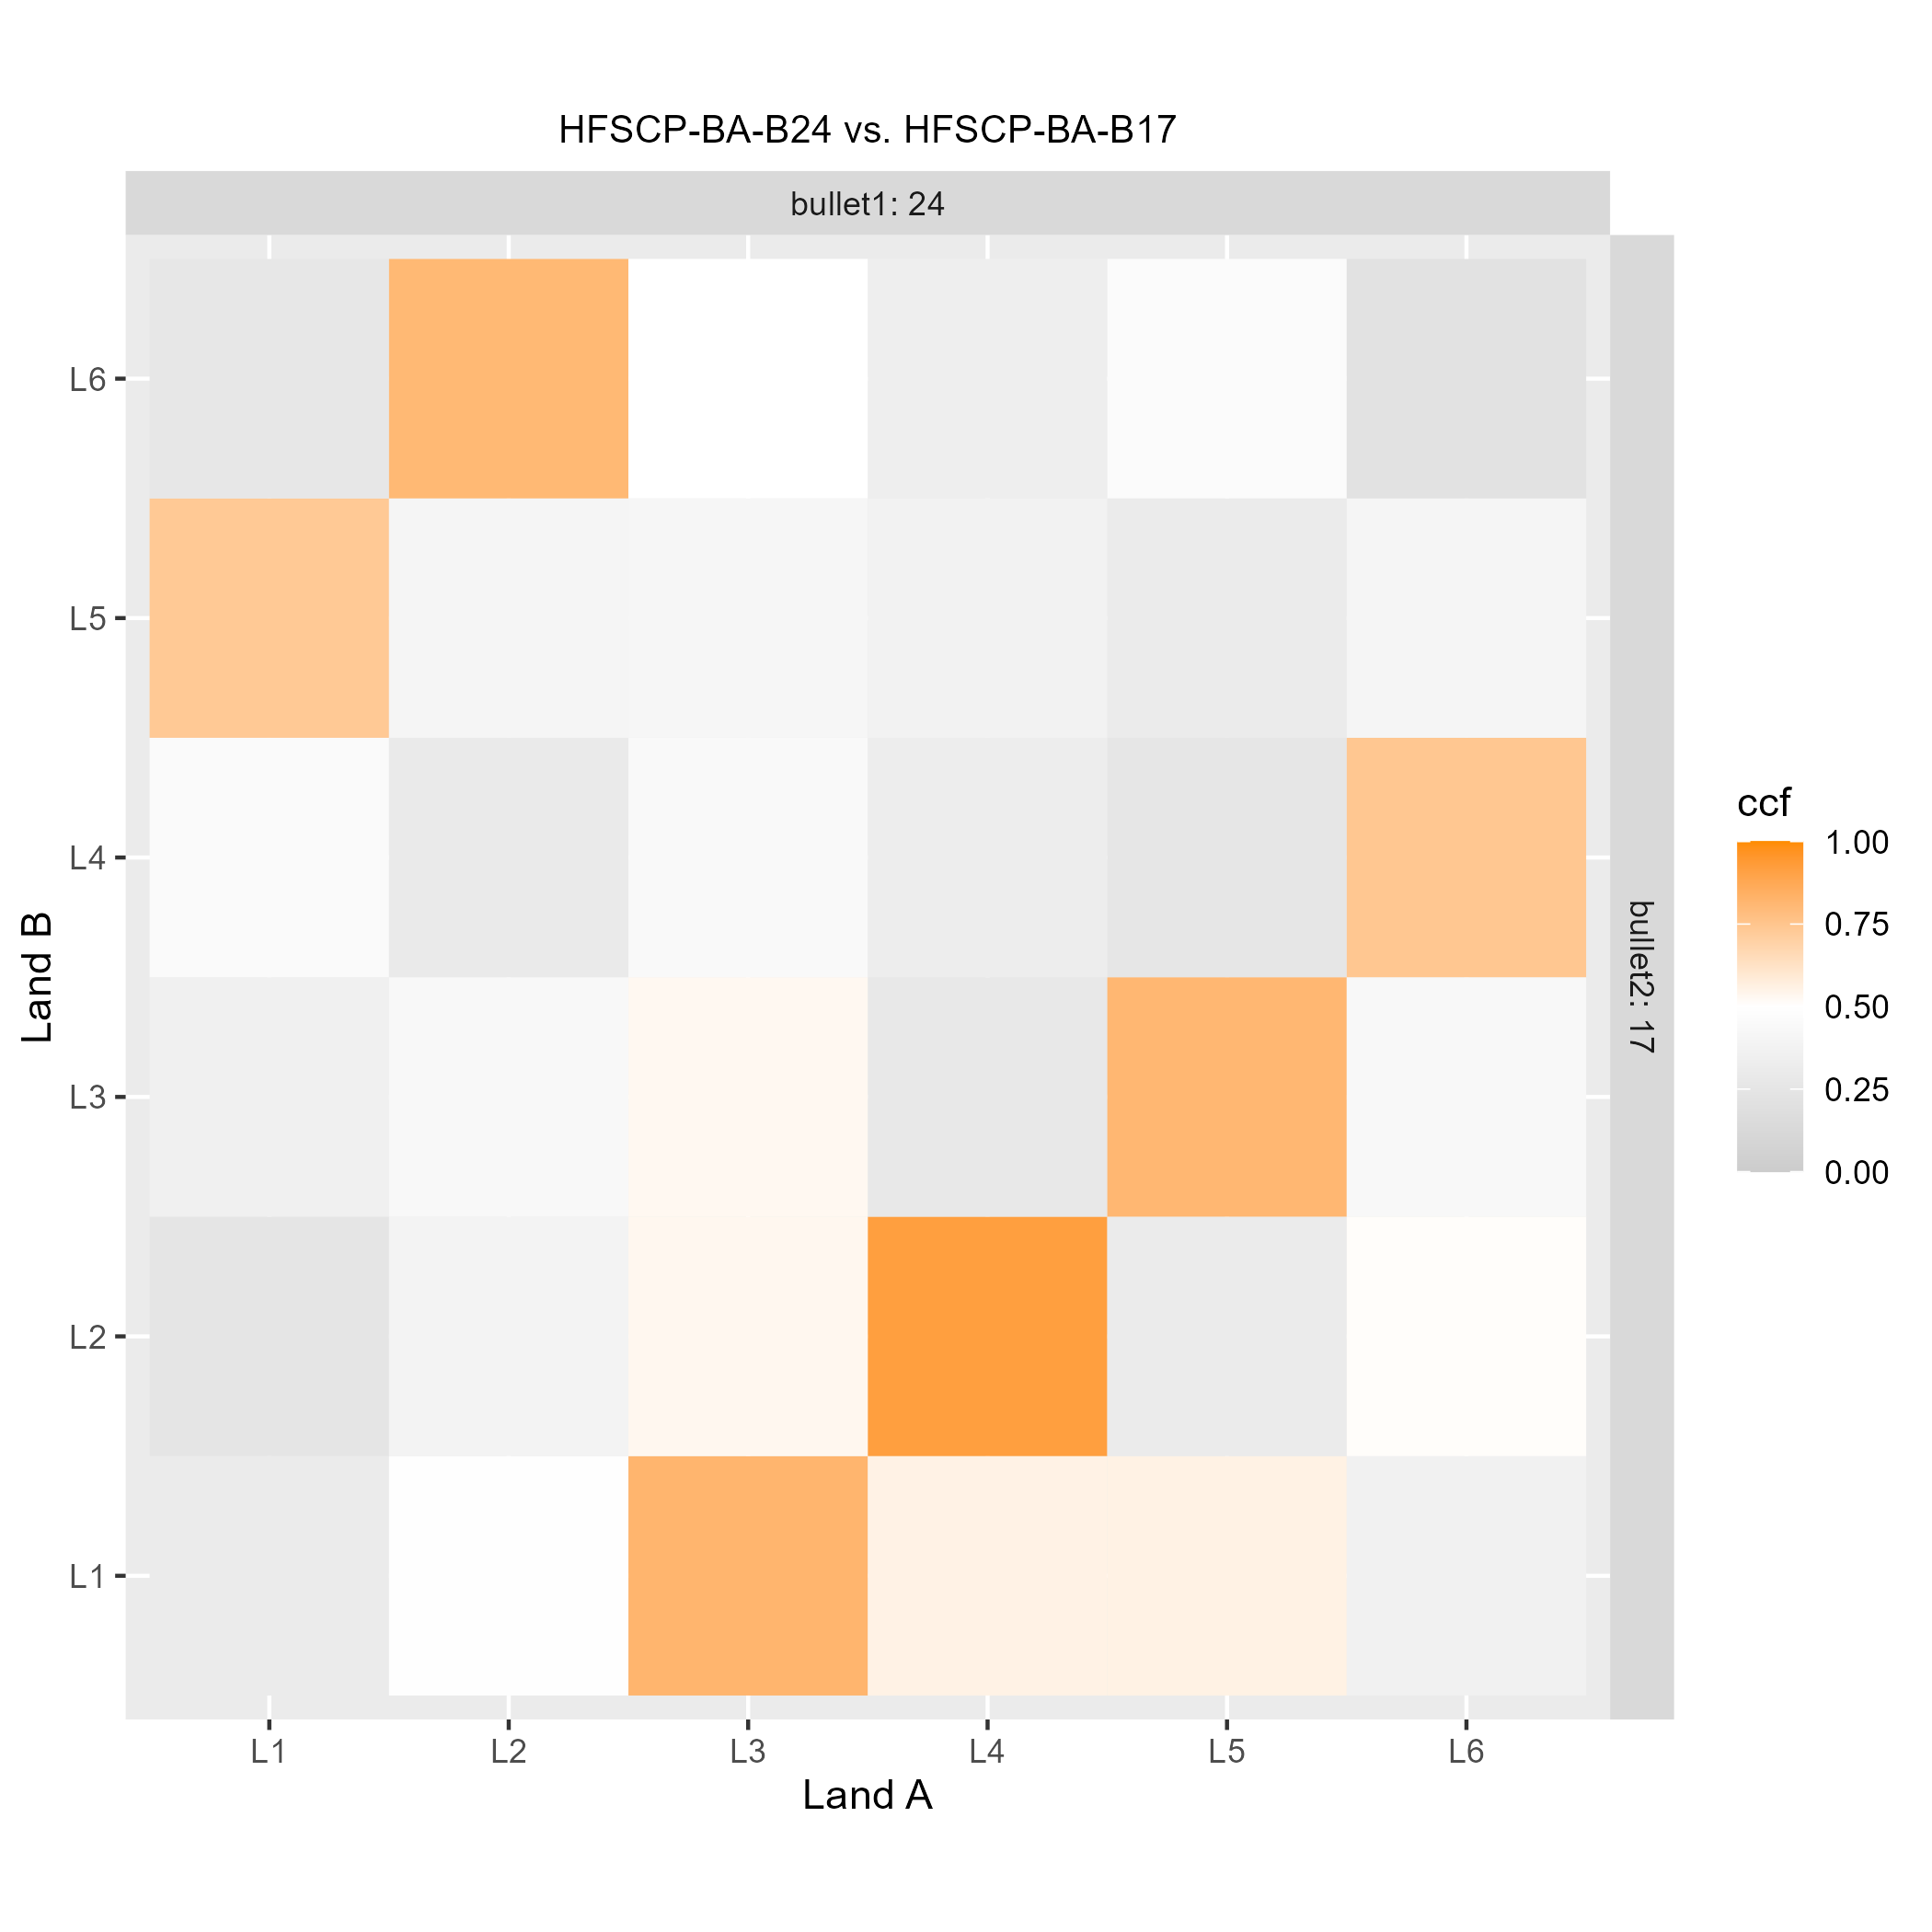 HFSCP-BA-B24 vs. HFSCP-BA-B17
bullet1: 24
L6
L5
L4
L3
L2
L1
Land B
bullet2: 17
ccf
1.00
0.75
0.50
0.25
0.00
L1 L2 L3 L4 L5 L6
Land A